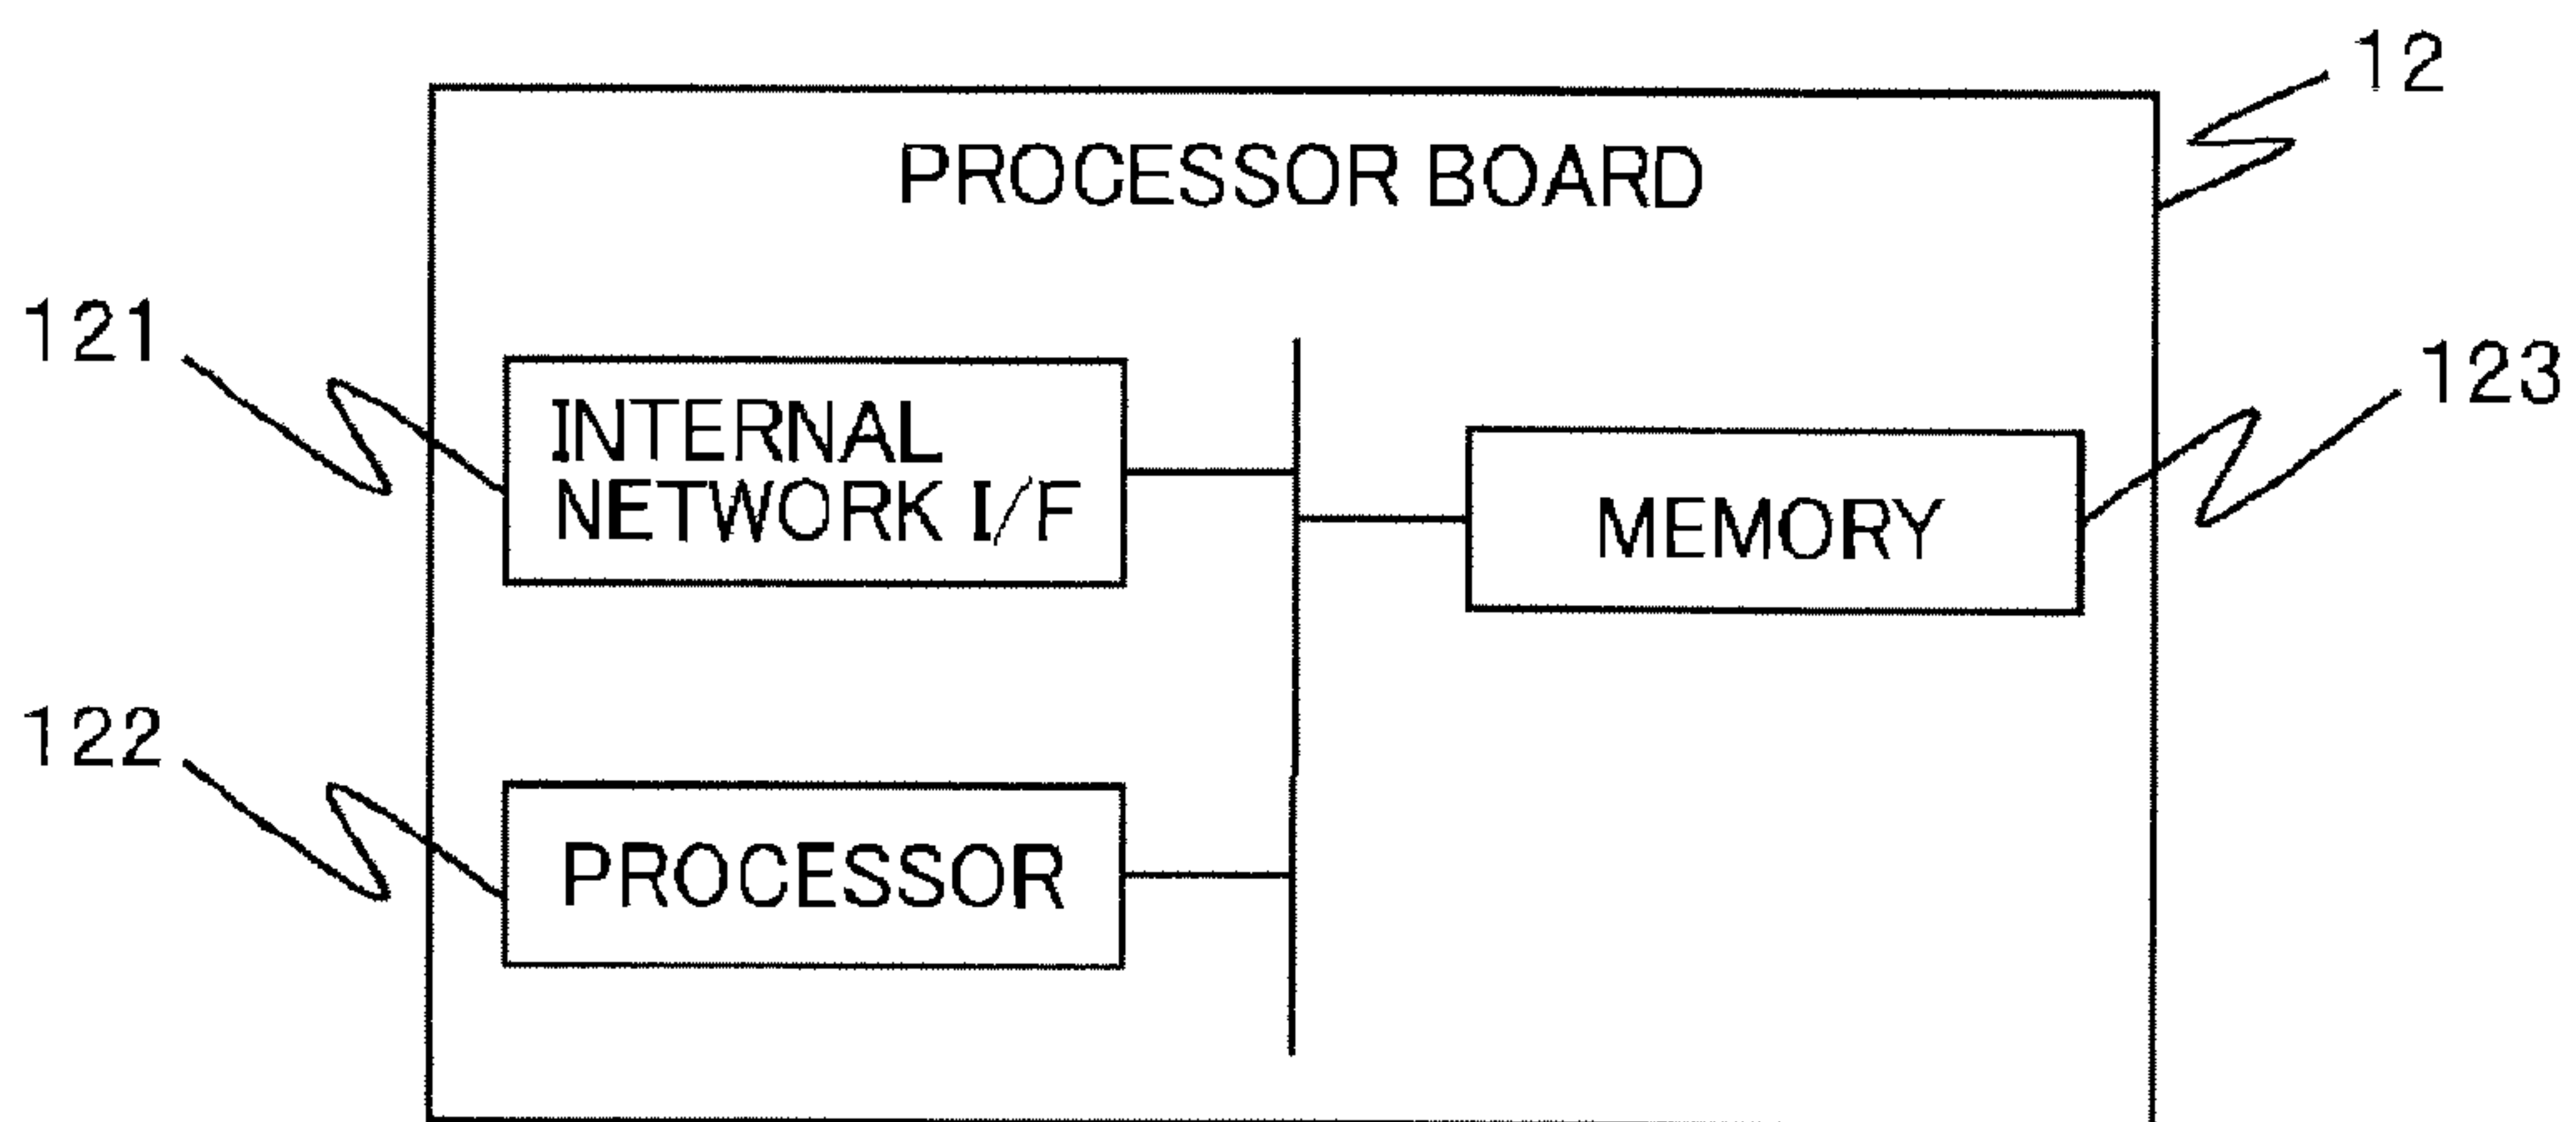 12
PROCESSOR BOARD
121
INTERNAL
NETWORK I/F
123
MEMORY
122
PROCESSOR